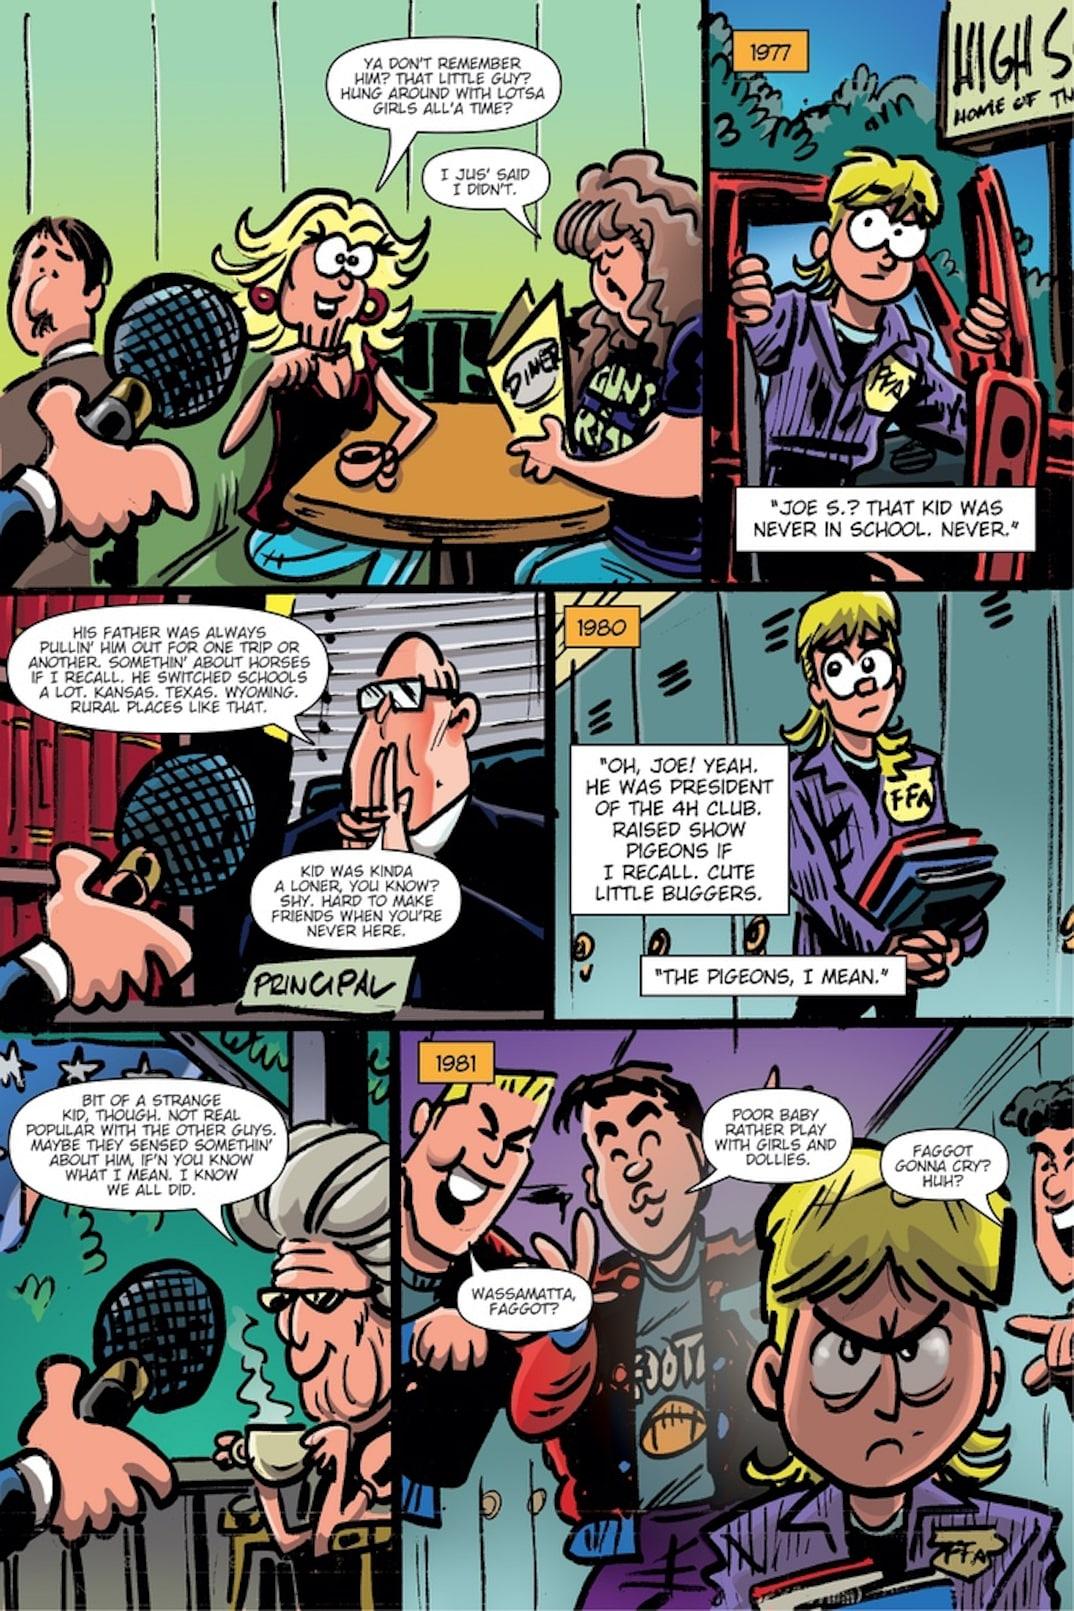 YA DON'T REMEMBER
HIM? THAT LITTLE GUY?
HUNG AROUND WITH LOTSA
GIRLS ALL'A TIME?
I JUS' SAID
I DIDN'T.
DINER
GUNS
1977
HIGH S
HOME OF TH
FFA
"JOE S.? THAT KID WAS
NEVER IN SCHOOL. NEVER."
HIS FATHER WAS ALWAYS
PULLIN' HIM OUT FOR ONE TRIP OR
ANOTHER. SOMETHIN' ABOUT HORSES
IF I RECALL. HE SWITCHED SCHOOLS
A LOT. KANSAS. TEXAS. WYOMING.
RURAL PLACES LIKE THAT.
KID WAS KINDA
A LONER, YOU KNOW?
SHY. HARD TO MAKE
FRIENDS WHEN YOU'RE
NEVER HERE.
PRINCIPAL
1980
"OH, JOE! YEAH.
HE WAS PRESIDENT
OF THE 4H CLUB.
RAISED SHOW
PIGEONS IF
I RECALL. CUTE
LITTLE BUGGERS.
FFA
"THE PIGEONS, I MEAN."
BIT OF A STRANGE
KID, THOUGH. NOT REAL
POPULAR WITH THE OTHER GUYS.
MAYBE THEY SENSED SOMETHIN'
ABOUT HIM, IF'N YOU KNOW
WHAT I MEAN. I KNOW
WE ALL DID.
1981
POOR BABY
RATHER PLAY
WITH GIRLS AND
DOLLIES.
FAGGOT
GONNA CRY?
HUH?
WASSAMATTA,
FAGGOT?
FOOT
FFA